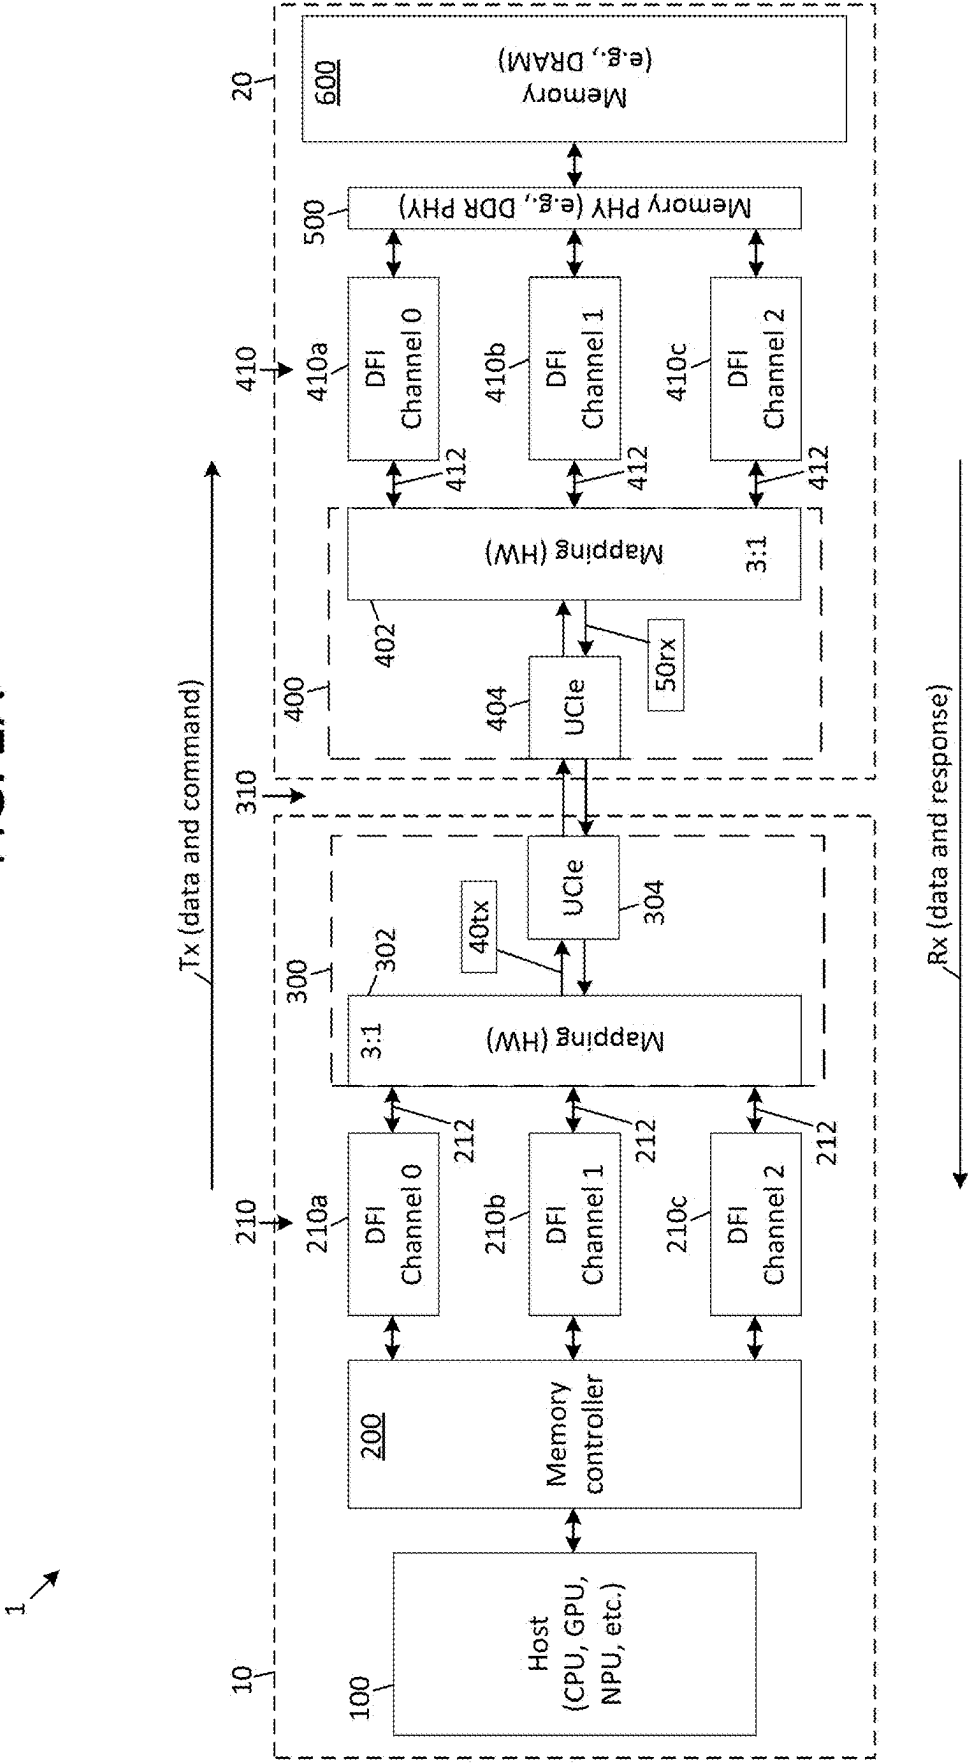 1
Tx (data and command)
10
100
Host
(CPU, GPU,
NPU, etc.)
200
Memory
controller
210
210a
DFI
Channel 0
210b
DFI
Channel 1
210c
DFI
Channel 2
212
212
212
300
302
3:1
Mapping (HW)
40tx
UCIe
304
310
400
404
UCIe
50rx
402
Mapping (HW)
3:1
412
412
412
410
410a
DFI
Channel 0
410b
DFI
Channel 1
410c
DFI
Channel 2
500
Memory PHY (e.g., DDR PHY)
20
600
Memory
(e.g., DRAM)
Rx (data and response)